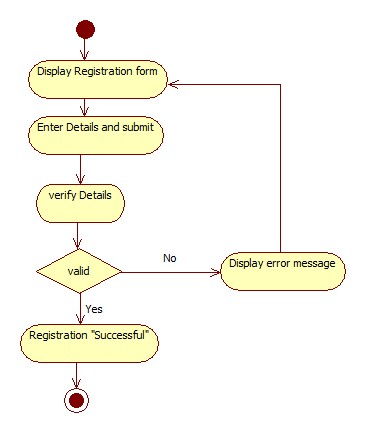 Display Registration form
Enter Details and submit
verify Details
valid
No
Display error message
Yes
Registration "Successful"